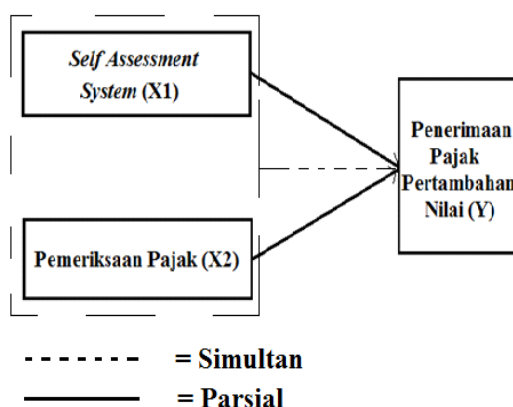 Self Assessment
System (X1)
Penerimaan
Pajak
Pertambahan
Nilai (Y)
Pemeriksaan Pajak (X2)
= Simultan
= Parsial